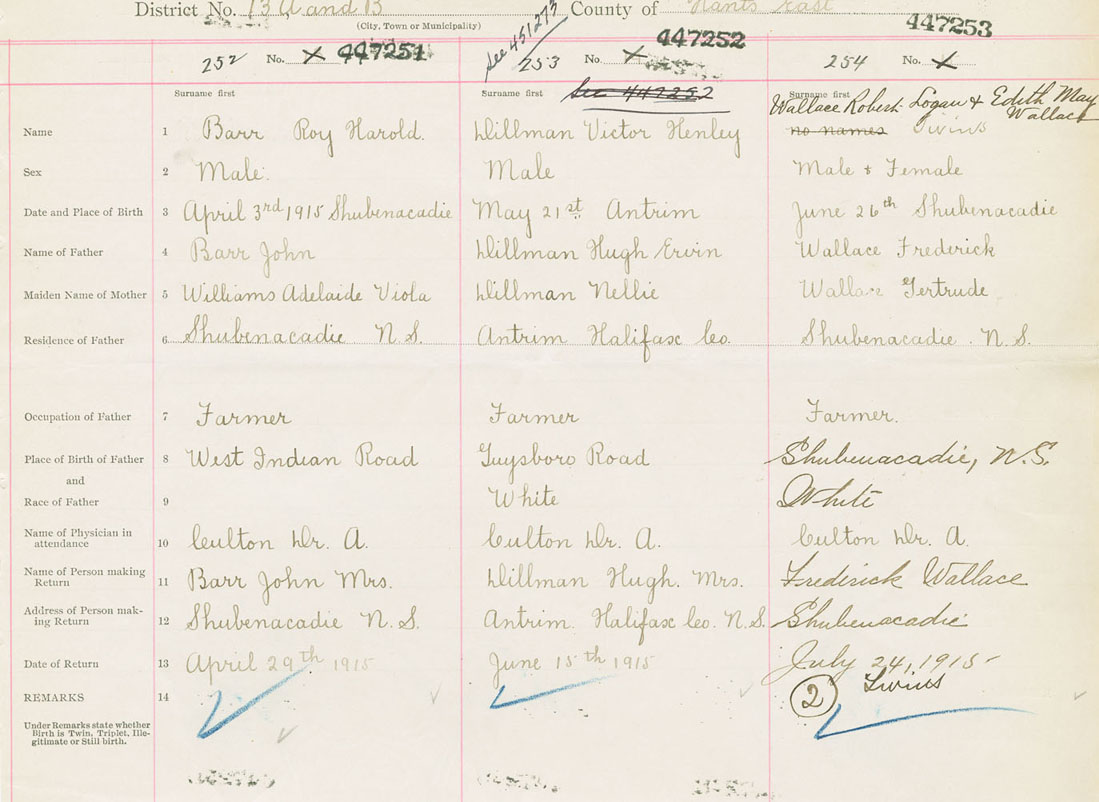 District No. 13 A and B County of Hants East
(City, Town or Municipality)
252 No. X 447251 See 451273 253 No. X 447252 254 No. X 447253
Surname first Surname first See 447252 Surname first
Wallace Robert Logan & Edith May Wallace
Name 1 Barr Roy Harold. Dillman Victor Henley no names Twins
Sex 2 Male. Male Male & Female
Date and Place of Birth 3 April 3rd 1915 Shubenacadie May 21st Antrim June 26th Shubenacadie
Name of Father 4 Barr John Dillman Hugh Ervin Wallace Frederick
Maiden Name of Mother 5 Williams Adelaide Viola Dillman Nellie Wallace Gertrude
Residence of Father 6 Shubenacadie N.S. Antrim Halifax Co. Shubenacadie. N.S.
Occupation of Father 7 Farmer Farmer Farmer.
Place of Birth of Father 8 West Indian Road Guysboro Road Shubenacadie, N.S.
and
Race of Father 9 White White
Name of Physician in attendance 10 Culton Dr. A. Culton Dr. A. Culton Dr. A.
Name of Person making Return 11 Barr John Mrs. Dillman Hugh. Mrs. Frederick Wallace
Address of Person mak-ing Return 12 Shubenacadie N.S. Antrim. Halifax Co. N.S. Shubenacadie
Date of Return 13 April 29th 1915 June 15th 1915 July 24, 1915
REMARKS 14 2 Twins
Under Remarks state whether
Birth is Twin, Triplet, Ille-
gitimate or Still birth.